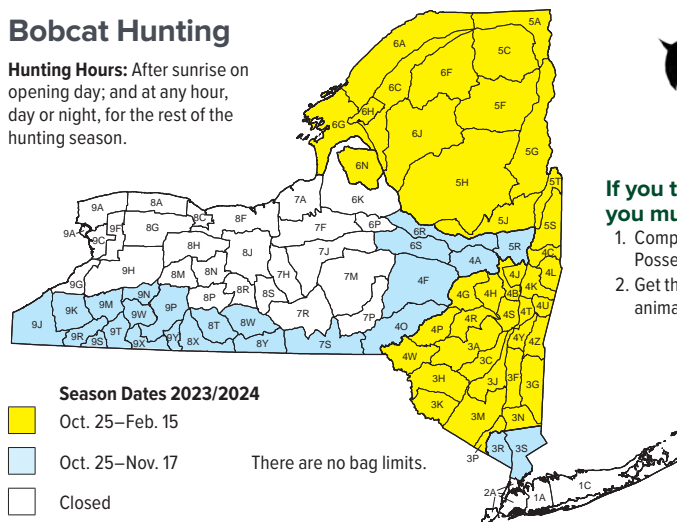 Bobcat Hunting
Hunting Hours: After sunrise on
opening day; and at any hour,
day or night, for the rest of the
hunting season.
5A
6A
5C
6F
6C
5F
6H
6G
6J
5G
6N
5H
5T
7A
6K
9A
8A
8C
8F
7F
6P
6R
5J
5S
9A
9F
8G
9C
8H
8J
7J
6S
4A
5R
4C
9H
8M
8N
7H
7M
4F
4J
4L
9G
8P
8R
8S
4G
4H
4B
4K
9K
9M
9N
9W
9P
7R
7P
4O
4P
4R
4S
4T
4U
9J
9R
9S
9T
9X
9Y
8X
8T
8W
8Y
7S
4W
3A
3C
4Y
4Z
3H
3J
3F
3G
3K
3M
3N
3P
3R
3S
2A
1A
1C
If you t
you mu
1. Comp
Posse
2. Get th
anima
Season Dates 2023/2024
Oct. 25–Feb. 15
Oct. 25–Nov. 17
There are no bag limits.
Closed